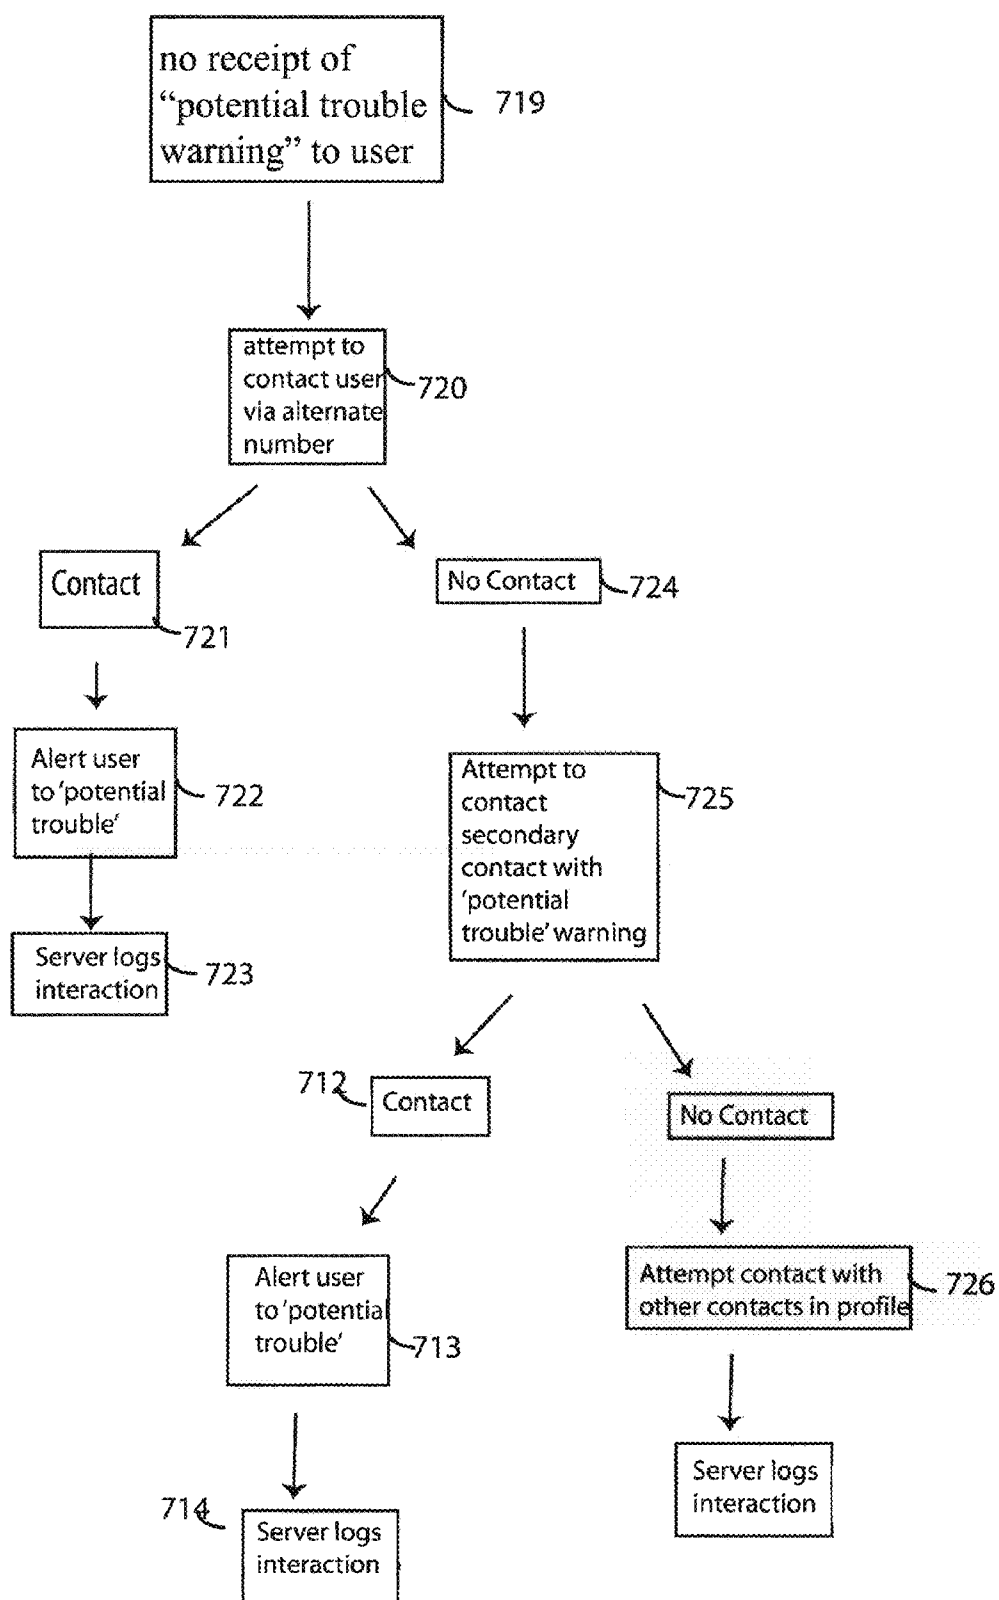 no receipt of
“potential trouble
warning” to user
719
attempt to
contact user
via alternate
number
720
Contact
721
No Contact
724
Alert user
to ‘potential
trouble’
722
Attempt to
contact
secondary
contact with
‘potential
trouble’ warning
725
Server logs
interaction
723
712
Contact
No Contact
Alert user
to ‘potential
trouble’
713
Attempt contact with
other contacts in profile
726
Server logs
interaction
714
Server logs
interaction